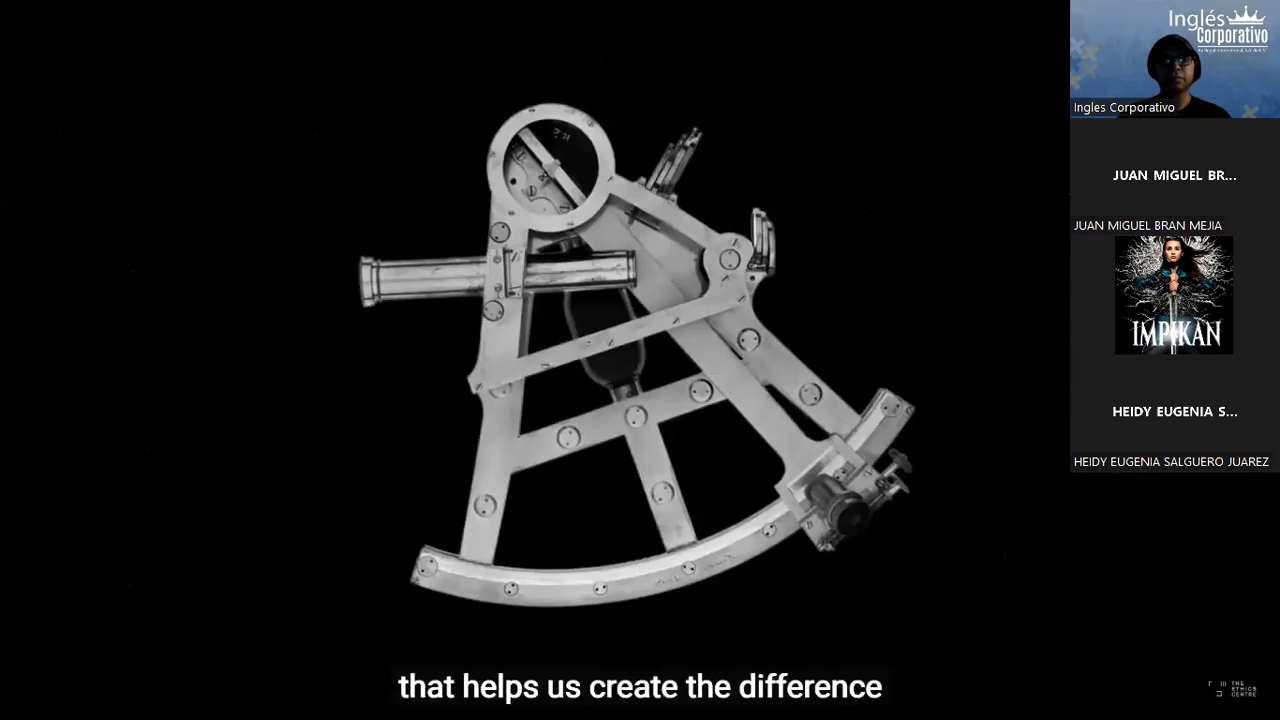 Inglés
Corporativo
Ingles Corporativo
JUAN MIGUEL BR...
JUAN MIGUEL BRAN MEJIA
IMPIKAN
HEIDY EUGENIA S...
HEIDY EUGENIA SALGUERO JUAREZ
that helps us create the difference
THE
ETHICS
CENTRE